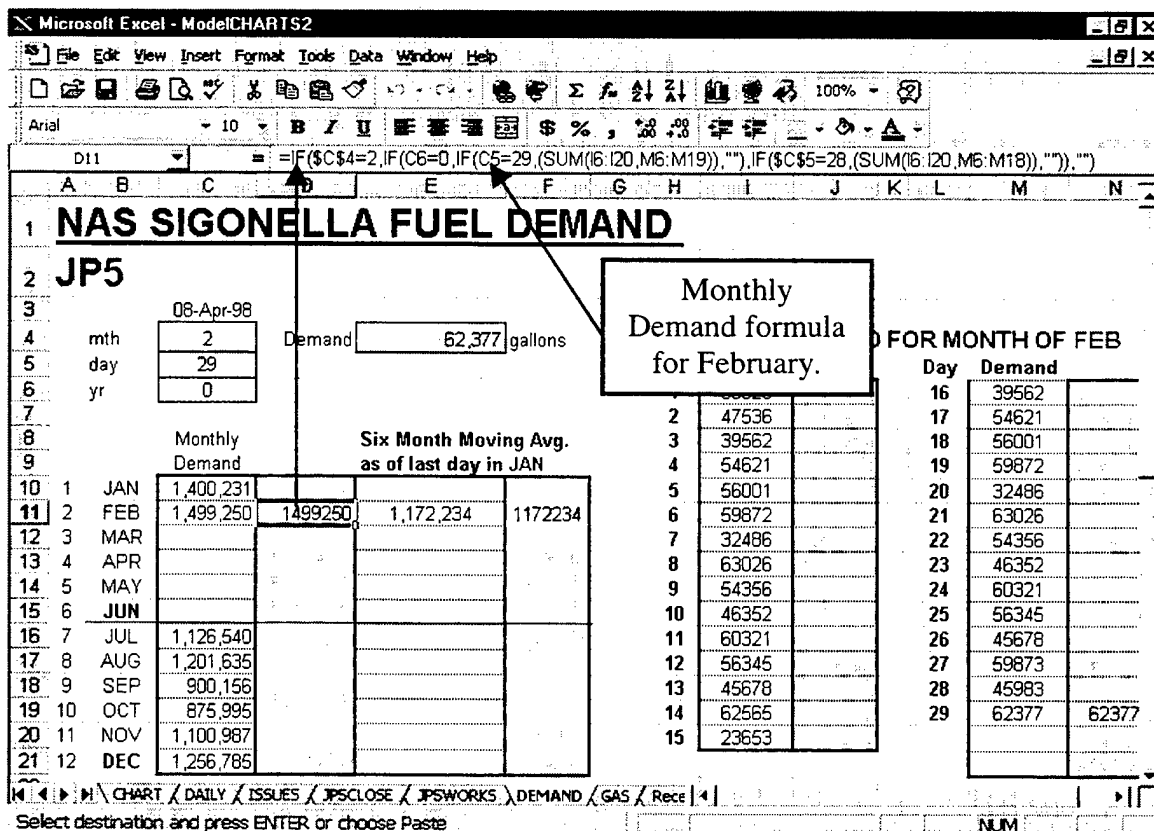 Microsoft Excel - ModelCHARTS2
File Edit View Insert Format Tools Data Window Help
100%
Arial 10 B I U $ % ,
D11 = =IF($C$4=2,IF(C6=0,IF(C5=29,(SUM(I6:I20,M6:M19)),""),IF($C$5=28,(SUM(I6:I20,M6:M18)),"")),"")
A B C D E F G H I J K L M N
1 NAS SIGONELLA FUEL DEMAND
2 JP5
Monthly
Demand formula
for February.
3 08-Apr-98
4 mth 2 Demand 62,377 gallons FOR MONTH OF FEB
5 day 29 Day Demand
6 yr 0 16 39562
7 2 47536 17 54621
8 Monthly Six Month Moving Avg. 3 39562 18 56001
9 Demand as of last day in JAN 4 54621 19 59872
10 1 JAN 1,400,231 5 56001 20 32486
11 2 FEB 1,499,250 1499250 1,172,234 1172234 6 59872 21 63026
12 3 MAR 7 32486 22 54356
13 4 APR 8 63026 23 46352
14 5 MAY 9 54356 24 60321
15 6 JUN 10 46352 25 56345
16 7 JUL 1,126,540 11 60321 26 45678
17 8 AUG 1,201,635 12 56345 27 59873
18 9 SEP 900,156 13 45678 28 45983
19 10 OCT 875,995 14 62565 29 62377 62377
20 11 NOV 1,100,987 15 23653
21 12 DEC 1,256,785
CHART DAILY ISSUES JP5CLOSE JP5WORKS DEMAND GAS Rece
Select destination and press ENTER or choose Paste NUM